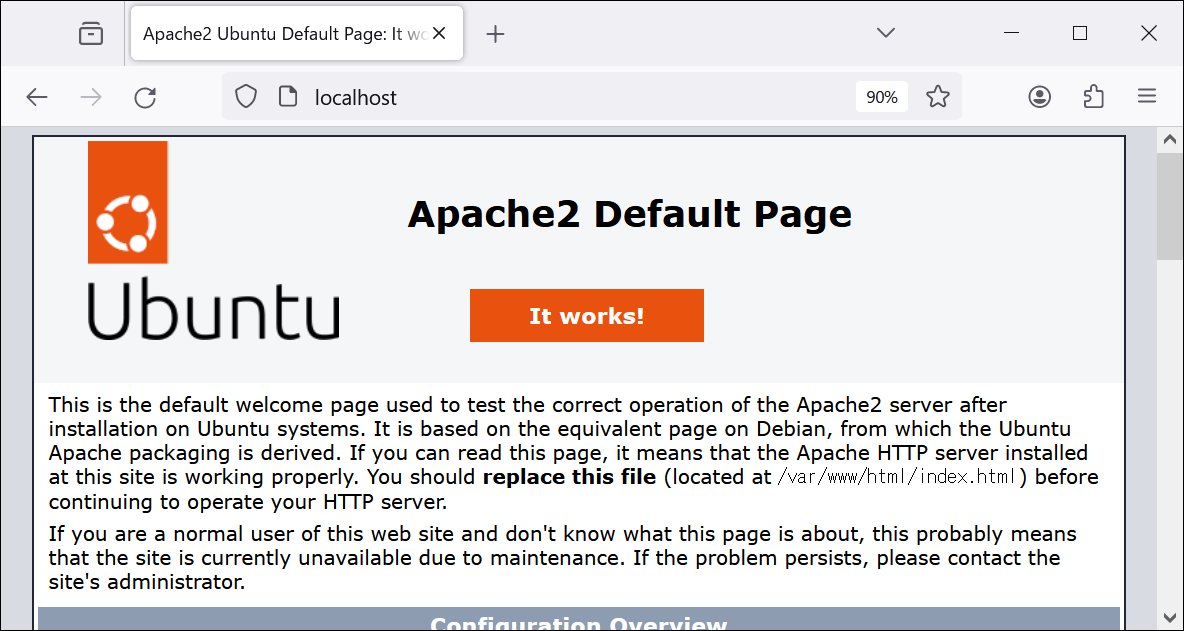 Apache2 Ubuntu Default Page: It wo
localhost
90%
Ubuntu
Apache2 Default Page
It works!
This is the default welcome page used to test the correct operation of the Apache2 server after
installation on Ubuntu systems. It is based on the equivalent page on Debian, from which the Ubuntu
Apache packaging is derived. If you can read this page, it means that the Apache HTTP server installed
at this site is working properly. You should replace this file (located at /var/www/html/index.html) before
continuing to operate your HTTP server.
If you are a normal user of this web site and don't know what this page is about, this probably means
that the site is currently unavailable due to maintenance. If the problem persists, please contact the
site's administrator.
Configuration Overview